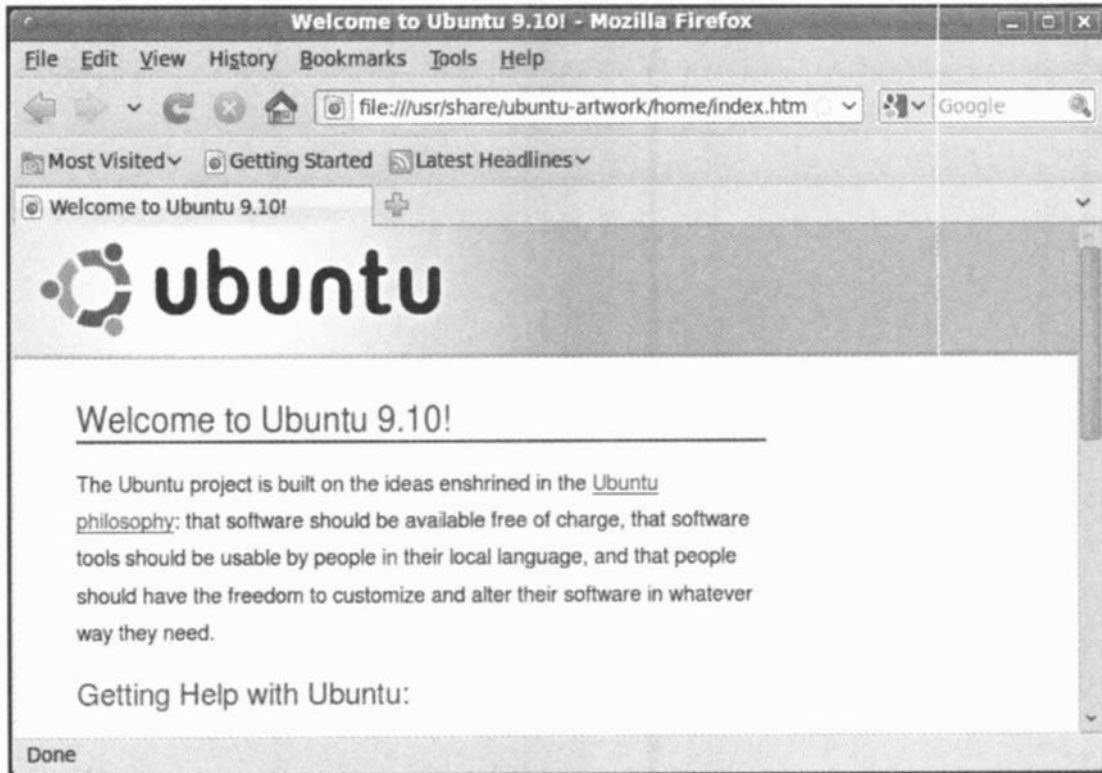 Welcome to Ubuntu 9.10! - Mozilla Firefox
File Edit View History Bookmarks Tools Help
file:///usr/share/ubuntu-artwork/home/index.htm Google
Most Visited Getting Started Latest Headlines
Welcome to Ubuntu 9.10!
ubuntu
Welcome to Ubuntu 9.10!
The Ubuntu project is built on the ideas enshrined in the Ubuntu
philosophy: that software should be available free of charge, that software
tools should be usable by people in their local language, and that people
should have the freedom to customize and alter their software in whatever
way they need.
Getting Help with Ubuntu:
Done